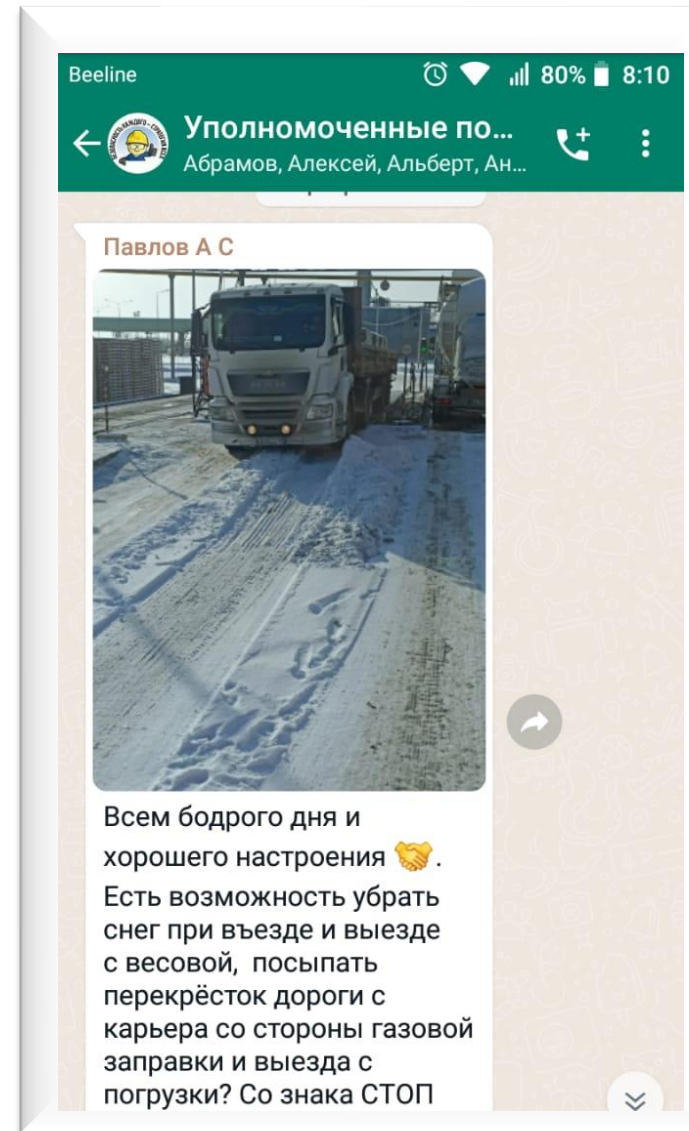 Beeline 80% 8:10
Уполномоченные по...
Абрамов, Алексей, Альберт, Ан...
Павлов А С
Всем бодрого дня и
хорошего настроения 🤝.
Есть возможность убрать
снег при въезде и выезде
с весовой, посыпать
перекрёсток дороги с
карьера со стороны газовой
заправки и выезда с
погрузки? Со знака СТОП